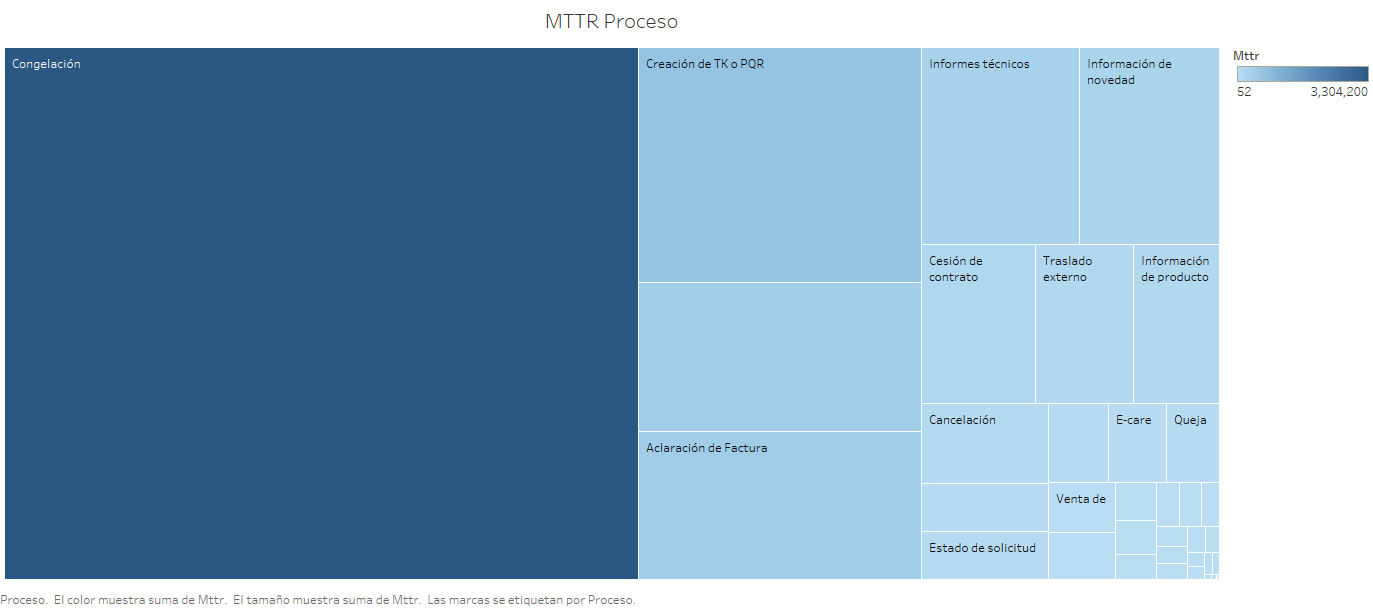 MTTR Proceso
Congelación
Creación de TK o PQR
Informes técnicos
Información de
novedad
Mttr
52
3,304,200
Cesión de
contrato
Traslado
externo
Información
de producto
Cancelación
E-care
Queja
Aclaración de Factura
Venta de
Estado de solicitud
Proceso.  El color muestra suma de Mttr.  El tamaño muestra suma de Mttr.  Las marcas se etiquetan por Proceso.